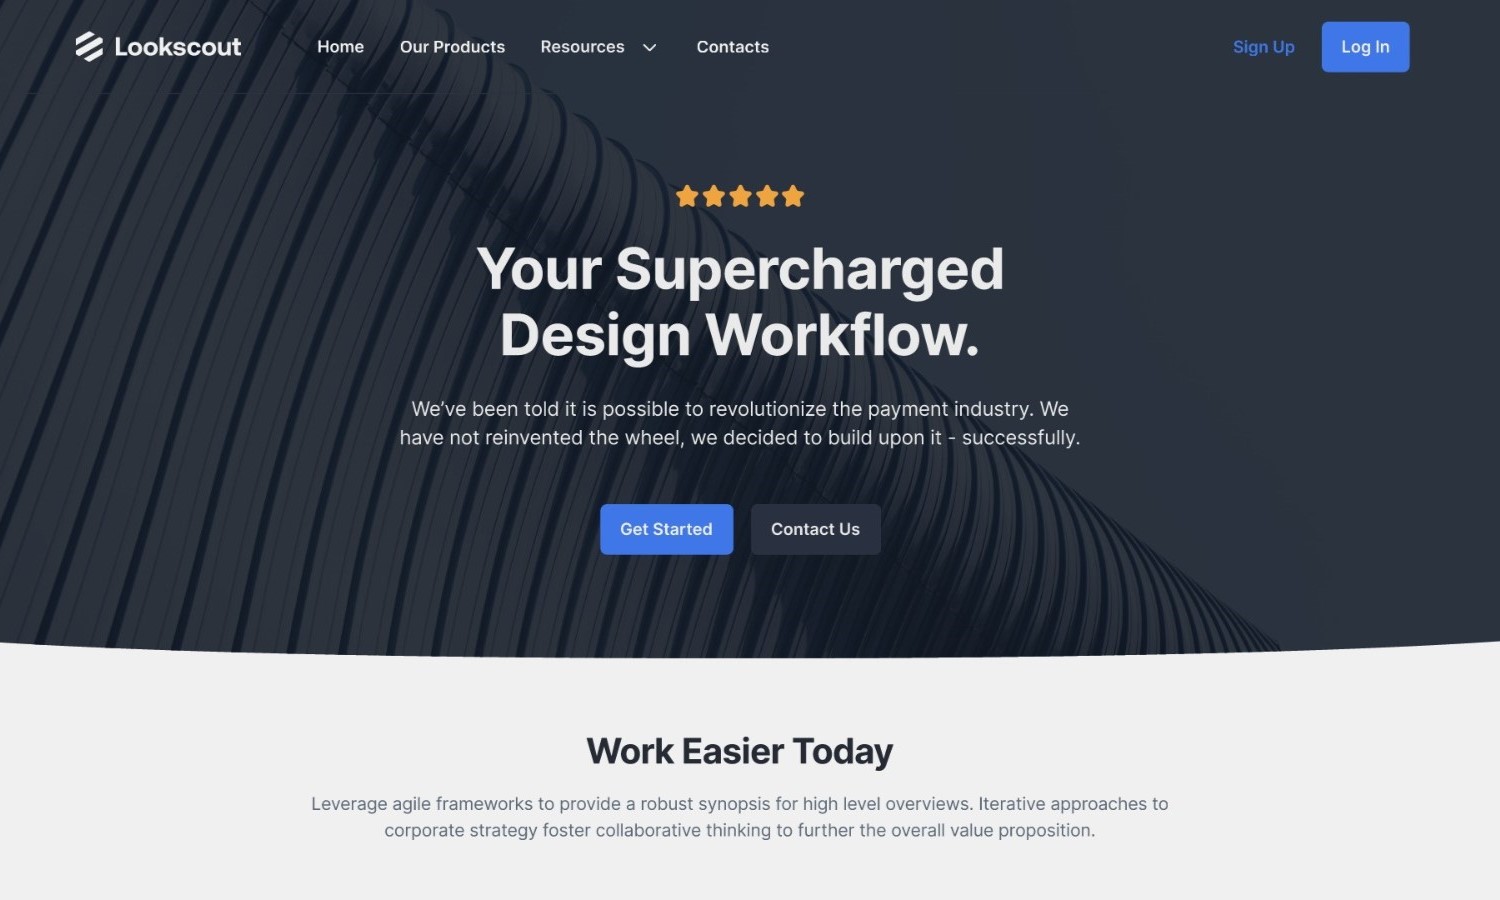 Lookscout
Home
Our Products
Resources
Contacts
Sign Up
Log In
Your Supercharged
Design Workflow.
We’ve been told it is possible to revolutionize the payment industry. We
have not reinvented the wheel, we decided to build upon it - successfully.
Get Started
Contact Us
Work Easier Today
Leverage agile frameworks to provide a robust synopsis for high level overviews. Iterative approaches to
corporate strategy foster collaborative thinking to further the overall value proposition.